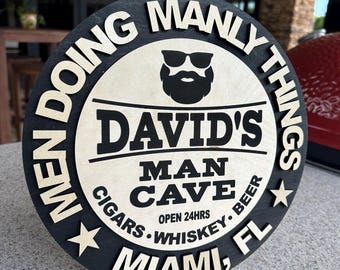 MEN DOING MANLY THINGS
DAVID'S
MAN
CAVE
OPEN 24HRS
CIGARS • WHISKEY • BEER
★ MIAMI, FL ★